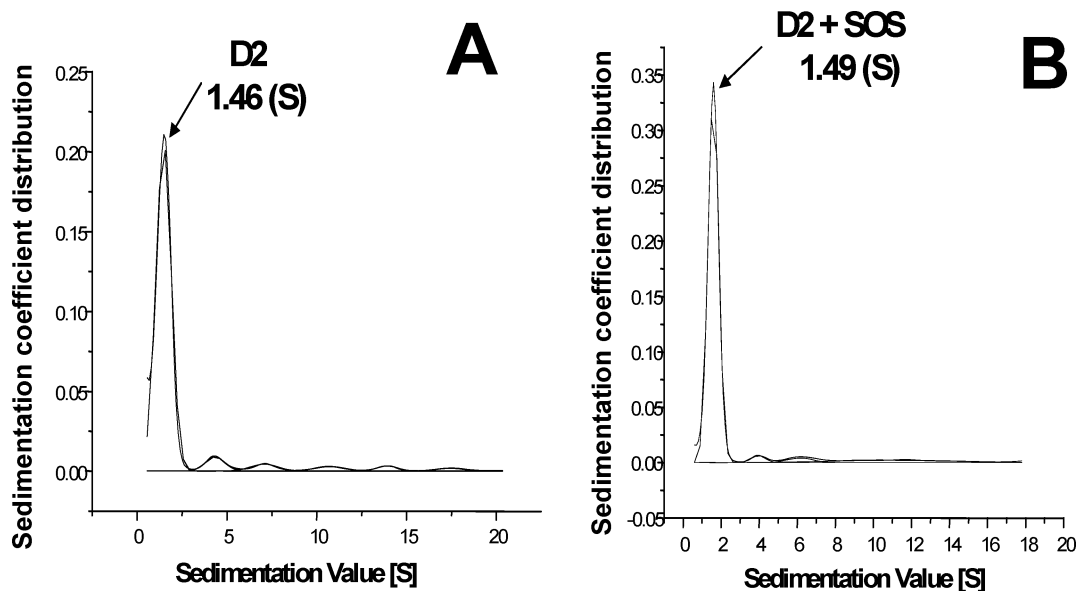 A
D2
1.46 (S)
Sedimentation coefficient distribution
0.25
0.20
0.15
0.10
0.05
0.00
0 5 10 15 20
Sedimentation Value [S]
B
D2 + SOS
1.49 (S)
Sedimentation coefficient distribution
0.35
0.30
0.25
0.20
0.15
0.10
0.05
0.00
-0.05
0 2 4 6 8 10 12 14 16 18 20
Sedimentation Value [S]